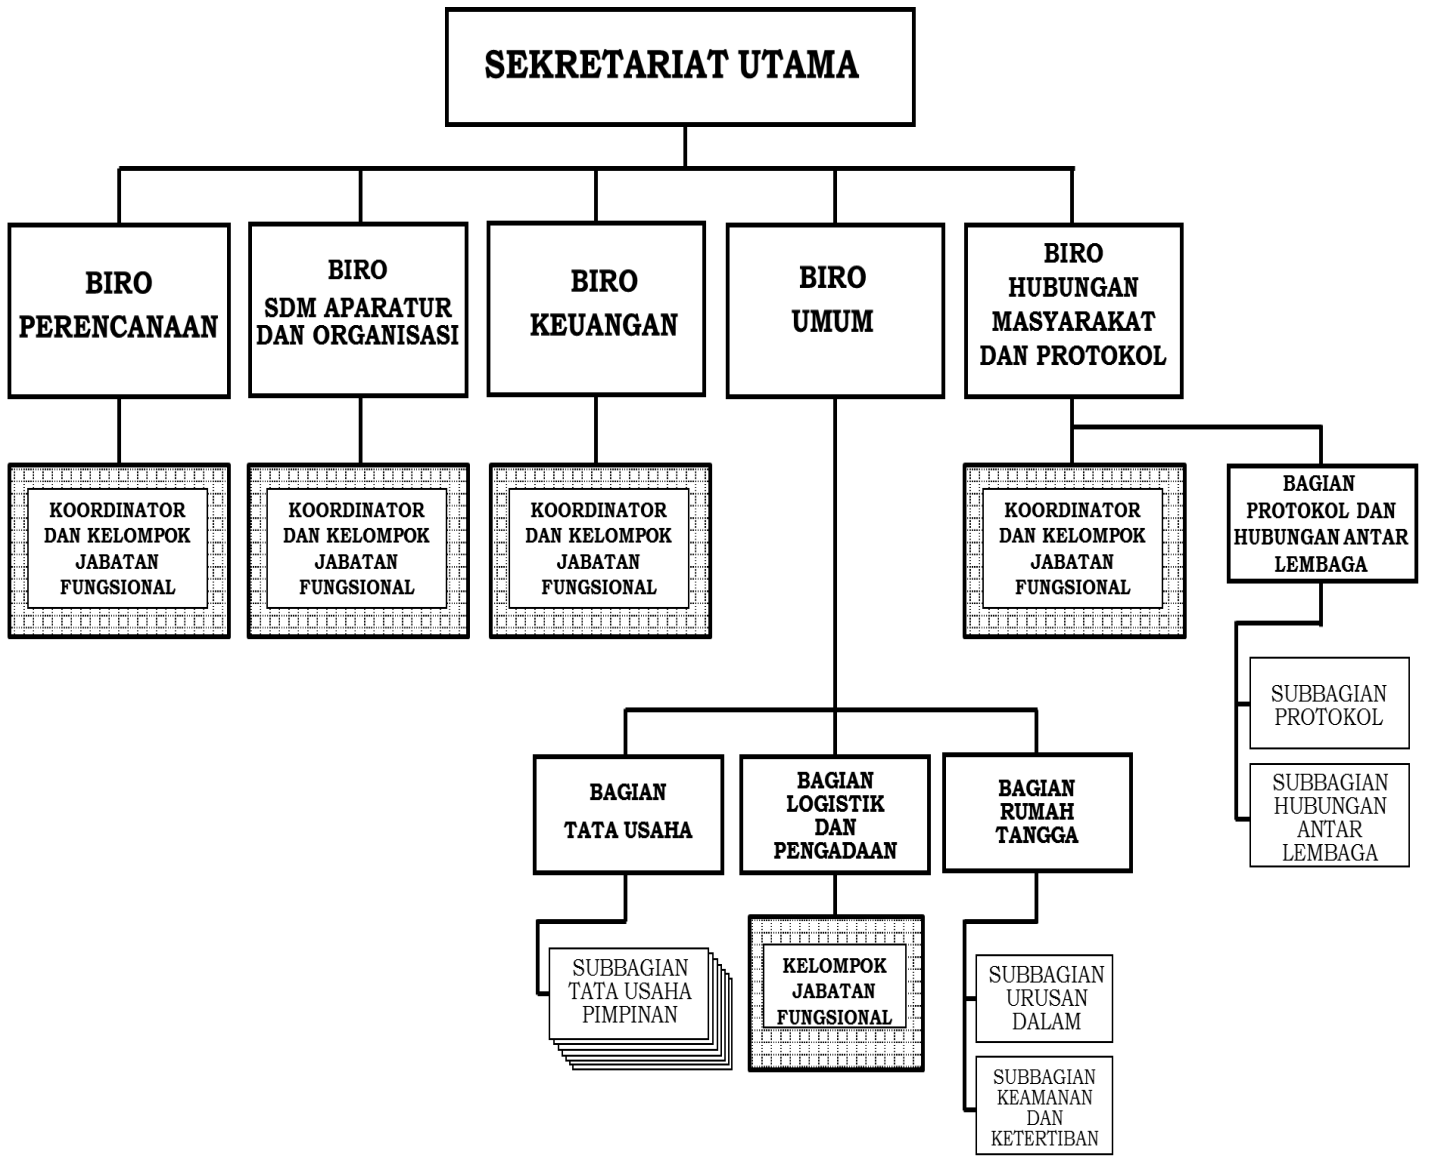 SEKRETARIAT UTAMA
BIRO
PERENCANAAN
BIRO
SDM APARATUR
DAN ORGANISASI
BIRO
KEUANGAN
BIRO
UMUM
BIRO
HUBUNGAN
MASYARAKAT
DAN PROTOKOL
KOORDINATOR
DAN KELOMPOK
JABATAN
FUNGSIONAL
KOORDINATOR
DAN KELOMPOK
JABATAN
FUNGSIONAL
KOORDINATOR
DAN KELOMPOK
JABATAN
FUNGSIONAL
KOORDINATOR
DAN KELOMPOK
JABATAN
FUNGSIONAL
BAGIAN
PROTOKOL DAN
HUBUNGAN ANTAR
LEMBAGA
SUBBAGIAN
PROTOKOL
SUBBAGIAN
HUBUNGAN
ANTAR
LEMBAGA
BAGIAN
TATA USAHA
BAGIAN
LOGISTIK
DAN
PENGADAAN
BAGIAN
RUMAH
TANGGA
SUBBAGIAN
TATA USAHA
PIMPINAN
KELOMPOK
JABATAN
FUNGSIONAL
SUBBAGIAN
URUSAN
DALAM
SUBBAGIAN
KEAMANAN
DAN
KETERTIBAN